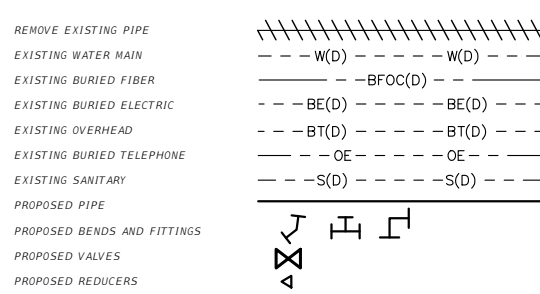 REMOVE EXISTING PIPE
EXISTING WATER MAIN W(D) W(D)
EXISTING BURIED FIBER BFOC(D)
EXISTING BURIED ELECTRIC BE(D) BE(D)
EXISTING OVERHEAD BT(D) BT(D)
EXISTING BURIED TELEPHONE OE OE
EXISTING SANITARY S(D) S(D)
PROPOSED PIPE
PROPOSED BENDS AND FITTINGS
PROPOSED VALVES
PROPOSED REDUCERS